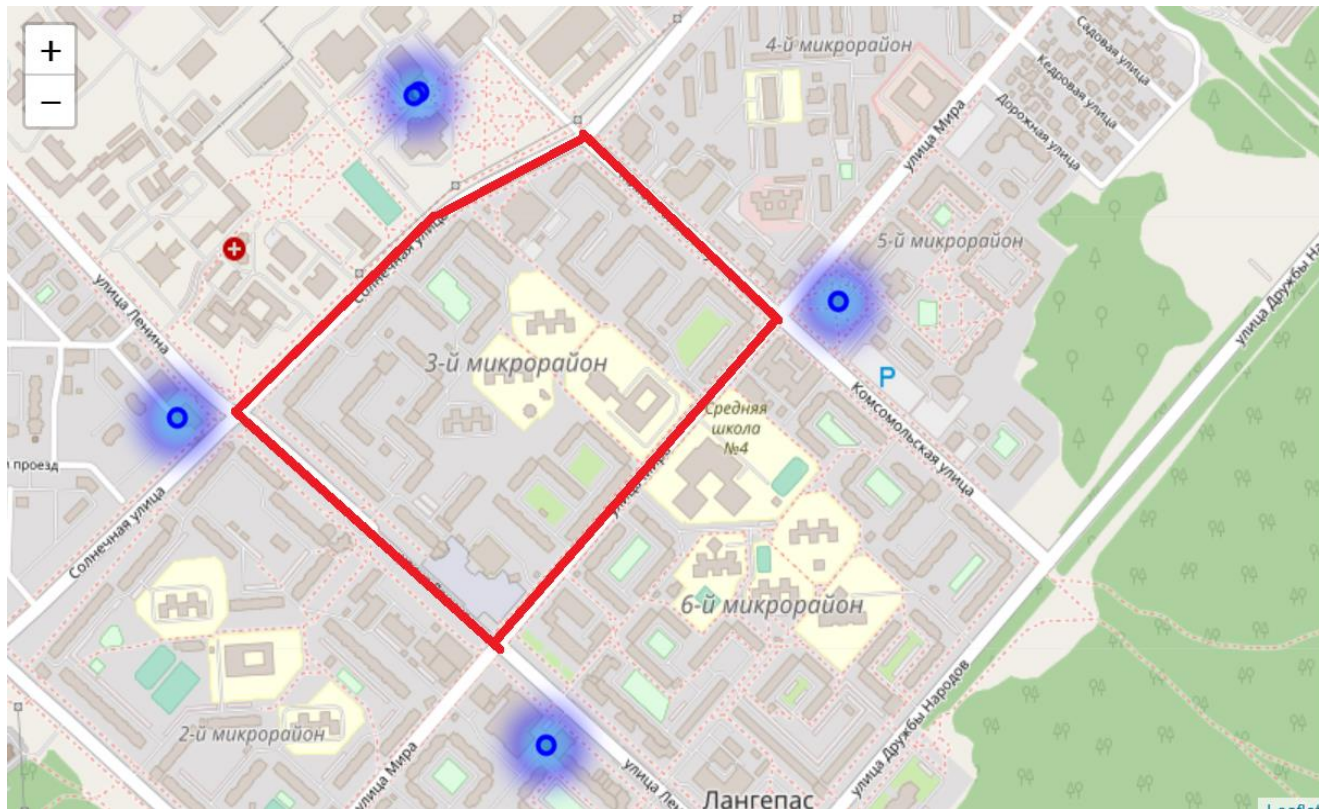 +
−
4-й микрорайон
Садовая улица
Кедровая улица
Дорожная улица
улица Мира
5-й микрорайон
улица Дружбы На
Солнечная улица
улица Ленина
3-й микрорайон
P
Комсомольская улица
Средняя
школа
№4
проезд
Солнечная улица
6-й микрорайон
2-й микрорайон
улица Мира
улица Дружбы Народов
улица Ле
Лангепас